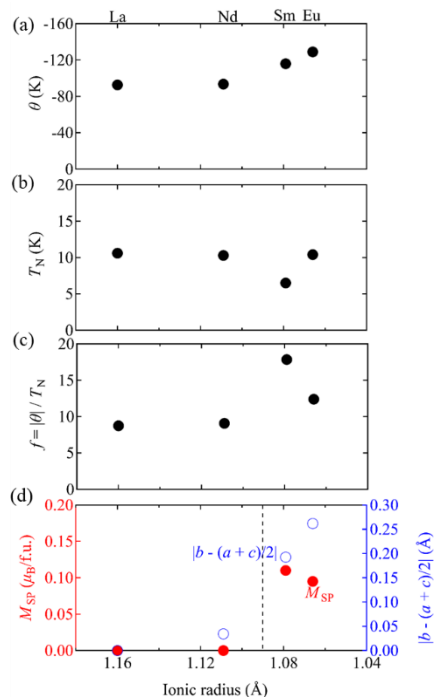 La Nd Sm Eu
(a)
-160
-120
-80
-40
0
θ (K)
(b)
20
15
10
5
0
T_N (K)
(c)
20
15
10
5
0
f = |θ| / T_N
(d)
0.20
0.15
0.10
0.05
0.00
M_SP (μ_B/f.u.)
|b - (a + c)/2|
M_SP
0.30
0.25
0.20
0.15
0.10
0.05
0.00
|b - (a + c)/2| (Å)
1.16 1.12 1.08 1.04
Ionic radius (Å)